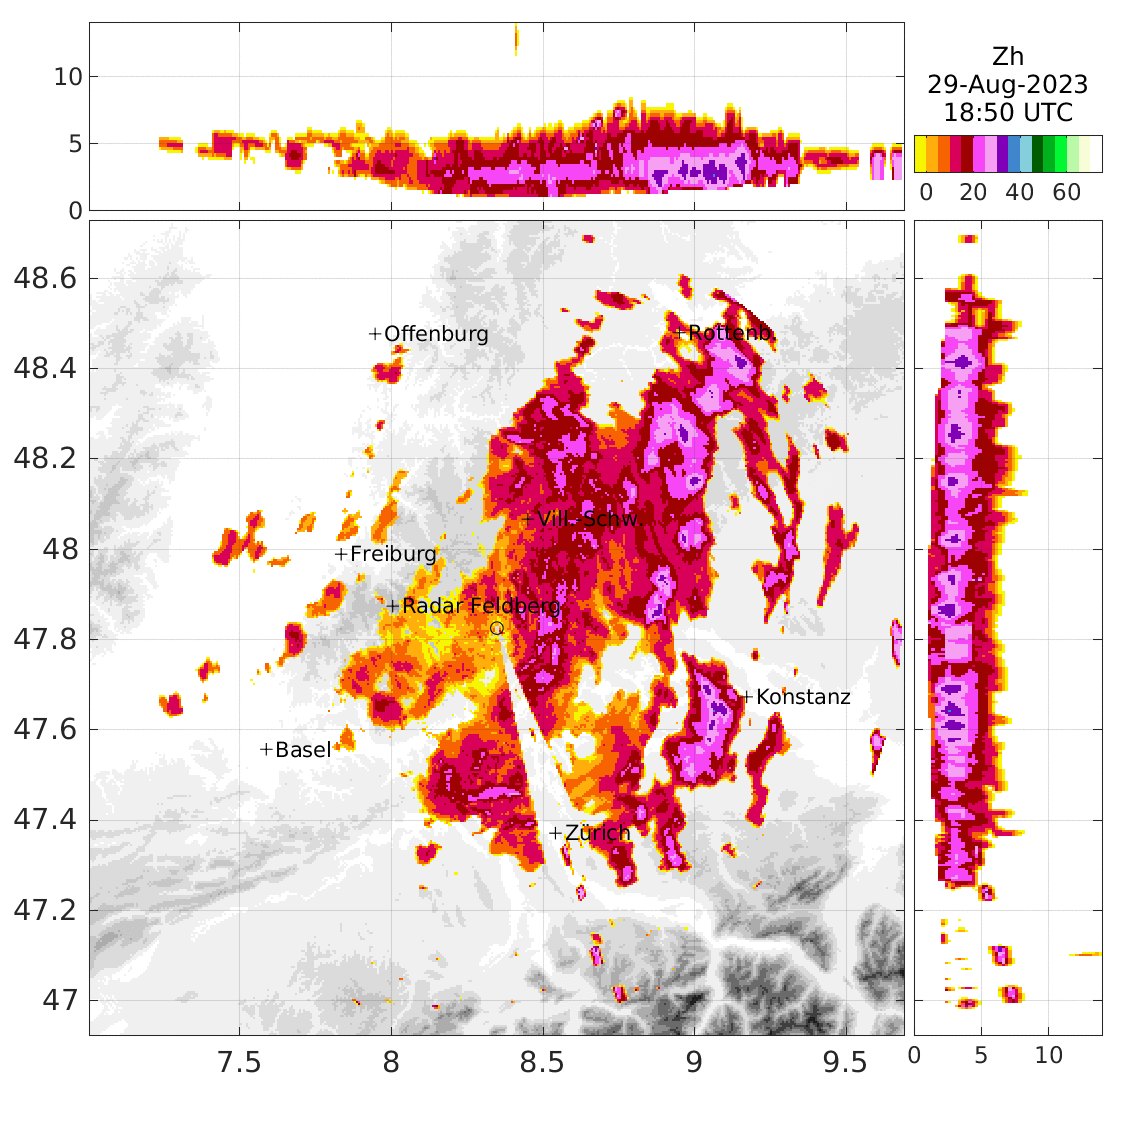 Zh
29-Aug-2023
18:50 UTC
0 20 40 60
10
5
0
48.6
48.4
48.2
48
47.8
47.6
47.4
47.2
47
+Offenburg
+Rottenb.
+Vill.-Schw.
+Freiburg
+Radar Feldberg
+Konstanz
+Basel
+Zürich
7.5 8 8.5 9 9.5
0 5 10